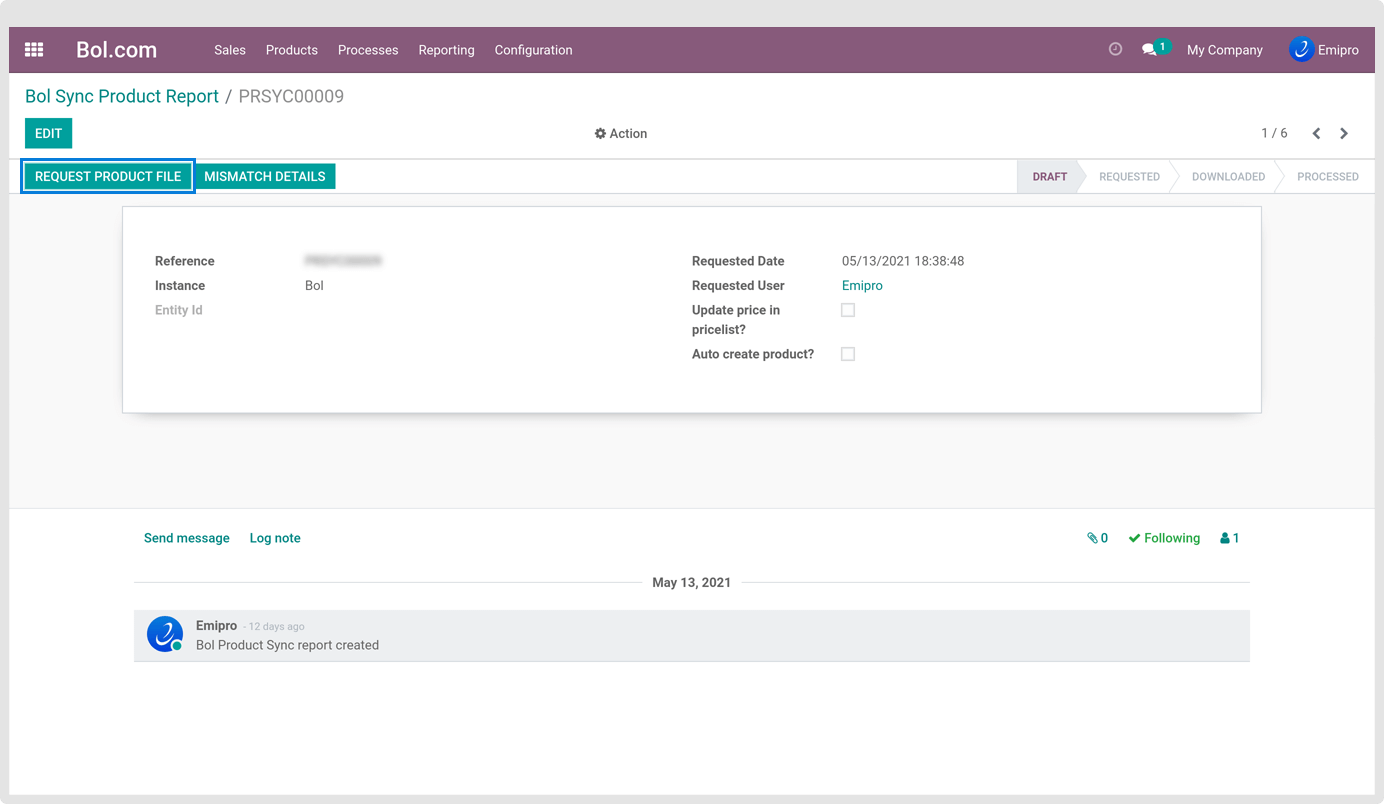 Bol.com Sales Products Processes Reporting Configuration 1 My Company Emipro
Bol Sync Product Report / PRSYC00009
EDIT Action 1 / 6
REQUEST PRODUCT FILE MISMATCH DETAILS DRAFT REQUESTED DOWNLOADED PROCESSED
Reference Requested Date 05/13/2021 18:38:48
Instance Bol Requested User Emipro
Entity Id Update price in
pricelist?
Auto create product?
Send message Log note 0 Following 1
May 13, 2021
Emipro - 12 days ago
Bol Product Sync report created